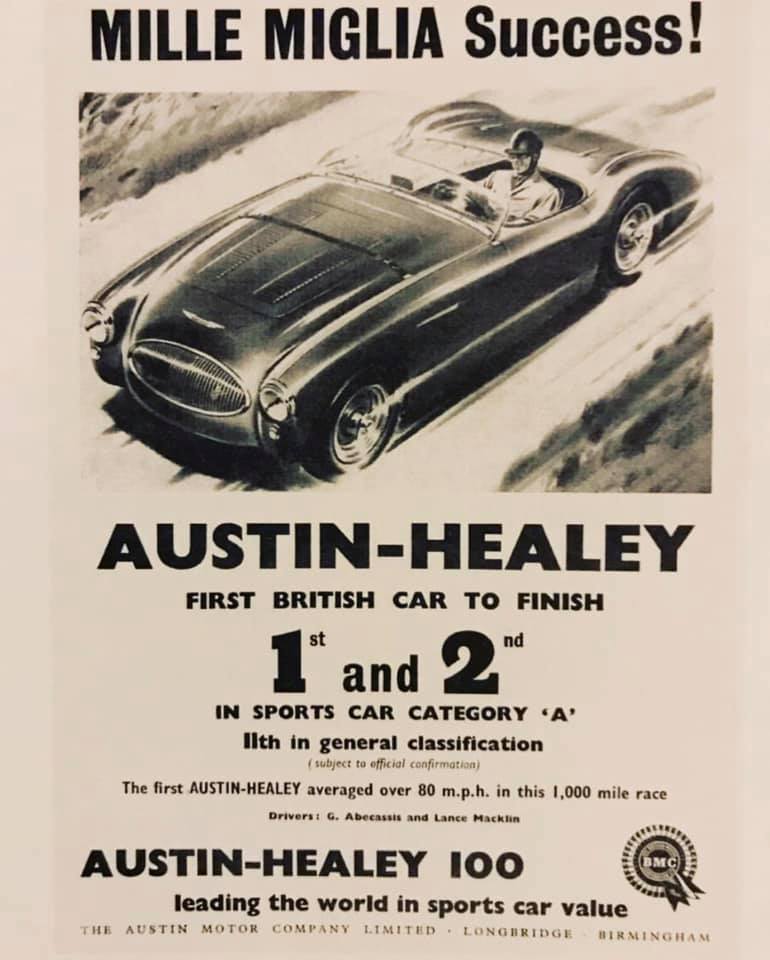 MILLE MIGLIA Success!
AUSTIN-HEALEY
FIRST BRITISH CAR TO FINISH
1st and 2nd
IN SPORTS CAR CATEGORY ‘A’
11th in general classification
(subject to official confirmation)
The first AUSTIN-HEALEY averaged over 80 m.p.h. in this 1,000 mile race
Drivers: G. Abecassis and Lance Macklin
AUSTIN-HEALEY 100
BMC
leading the world in sports car value
THE AUSTIN MOTOR COMPANY LIMITED · LONGBRIDGE · BIRMINGHAM